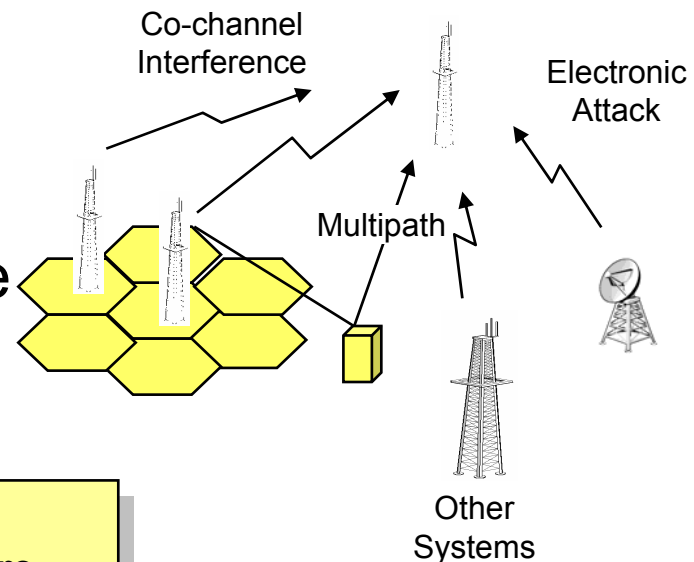 Co-channel
Interference
Electronic
Attack
Multipath
Other
Systems